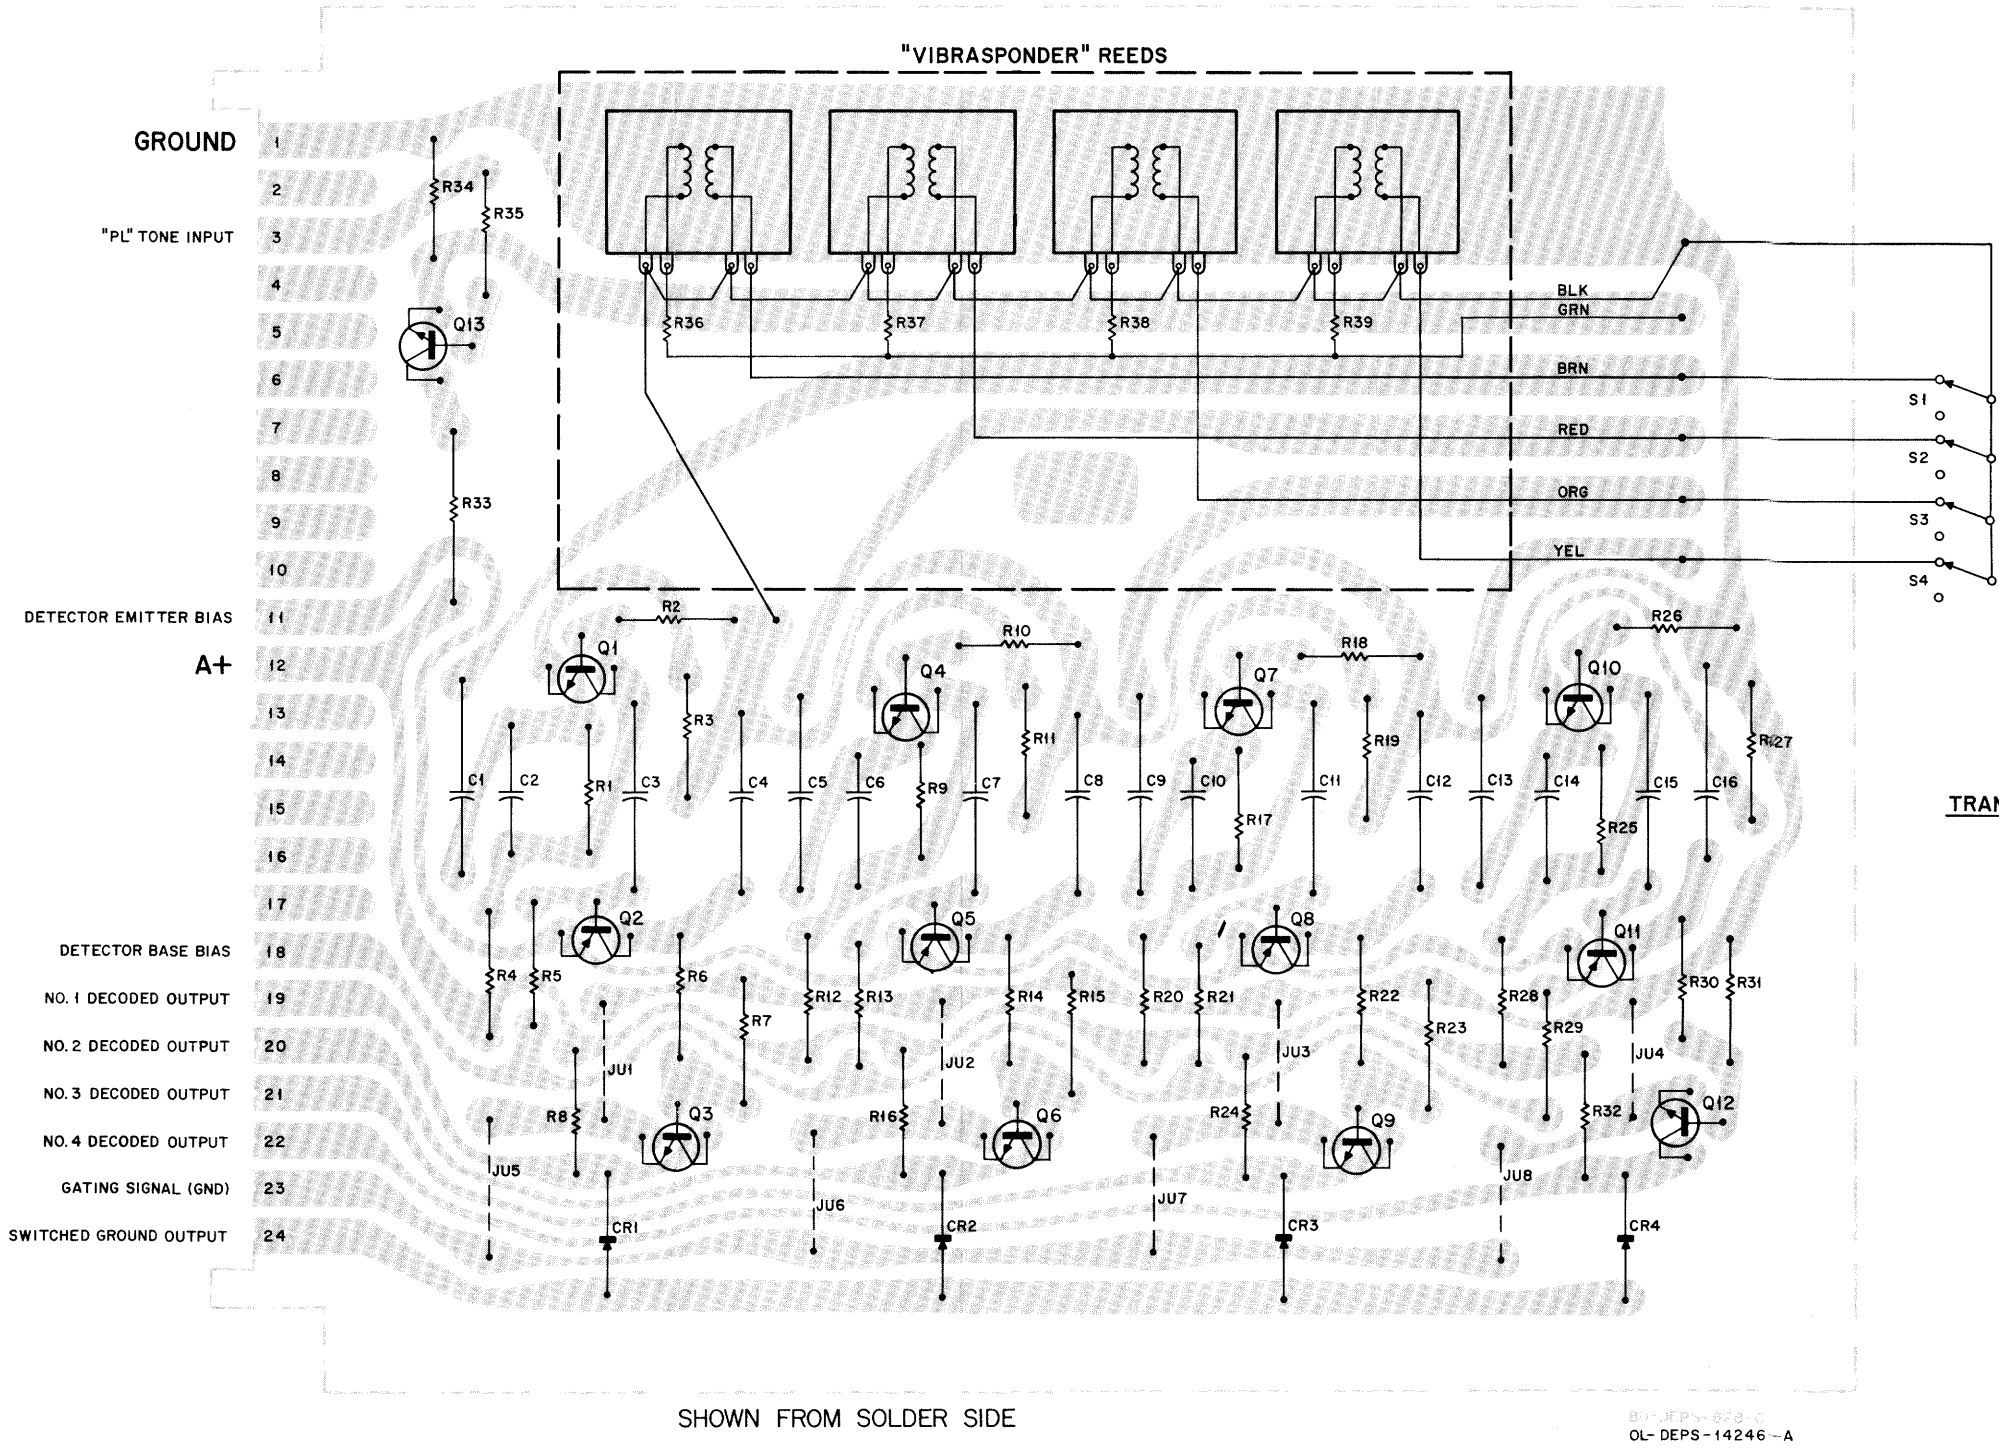 "VIBRASPONDER" REEDS
GROUND 1
2
"PL" TONE INPUT 3
4
5
6
7
8
9
10
DETECTOR EMITTER BIAS 11
A+ 12
13
14
15
16
17
DETECTOR BASE BIAS 18
NO. 1 DECODED OUTPUT 19
NO. 2 DECODED OUTPUT 20
NO. 3 DECODED OUTPUT 21
NO. 4 DECODED OUTPUT 22
GATING SIGNAL (GND) 23
SWITCHED GROUND OUTPUT 24
R34
R35
Q13
R33
R36
R37
R38
R39
BLK
GRN
BRN
RED
ORG
YEL
S1
S2
S3
S4
R2
R10
R18
R26
Q1
Q4
Q7
Q10
R3
R11
R19
R27
C1
C2
R1
C3
C4
C5
C6
R9
C7
C8
C9
C10
R17
C11
C12
C13
C14
R25
C15
C16
TRAN
Q2
Q5
Q8
Q11
R4
R5
R6
R7
R12
R13
R14
R15
R20
R21
R22
R23
R28
R29
R30
R31
JU1
JU2
JU3
JU4
R8
Q3
R16
Q6
R24
Q9
R32
Q12
JU5
JU6
JU7
JU8
CR1
CR2
CR3
CR4
SHOWN FROM SOLDER SIDE
OL-DEPS-14246-A